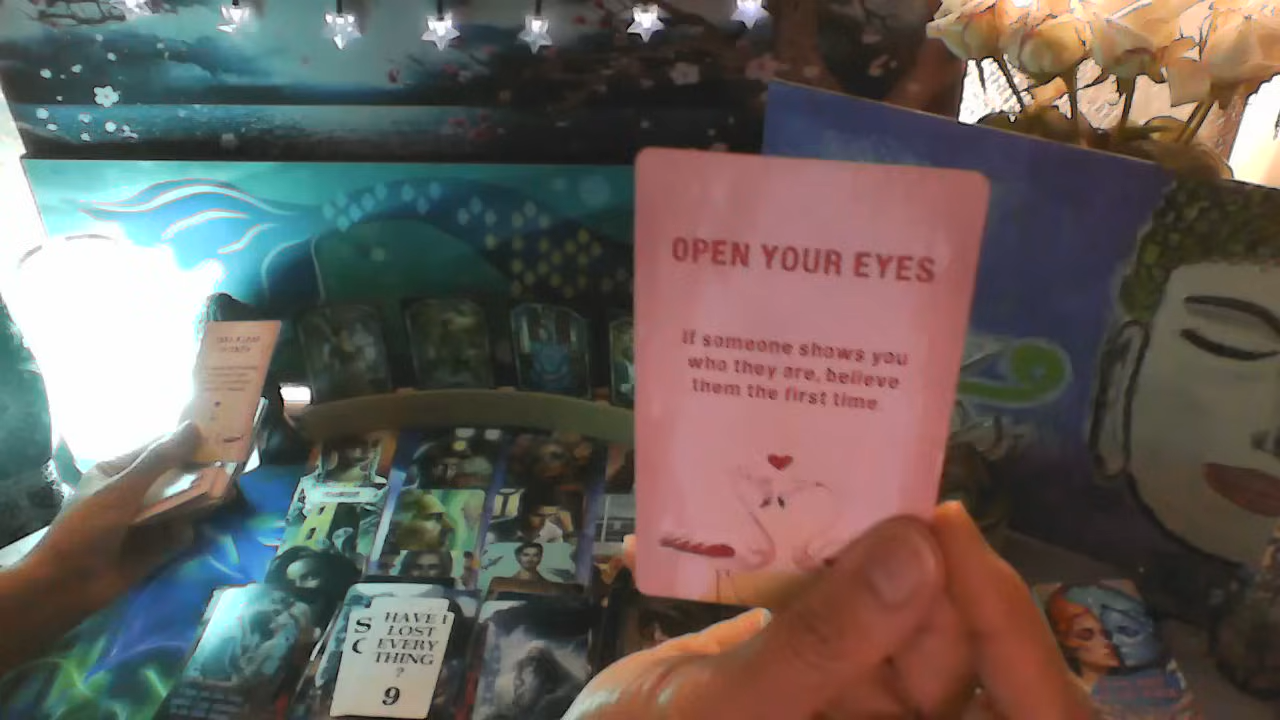 OPEN YOUR EYES
If someone shows you
who they are, believe
them the first time.
HAVE I
LOST
EVERY
THING
?
9